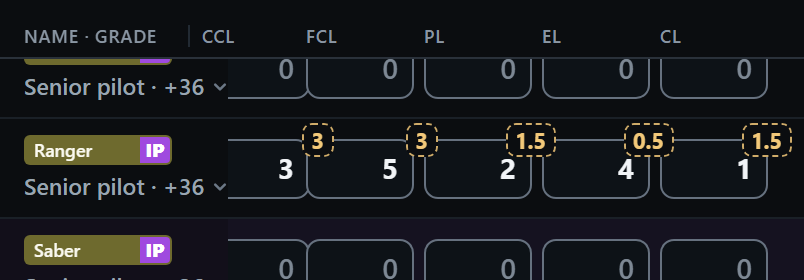 NAME · GRADE CCL FCL PL EL CL
Senior pilot · +36 0 0 0 0 0
3 3 1.5 0.5 1.5
Ranger IP 3 5 2 4 1
Senior pilot · +36
Saber IP 0 0 0 0 0